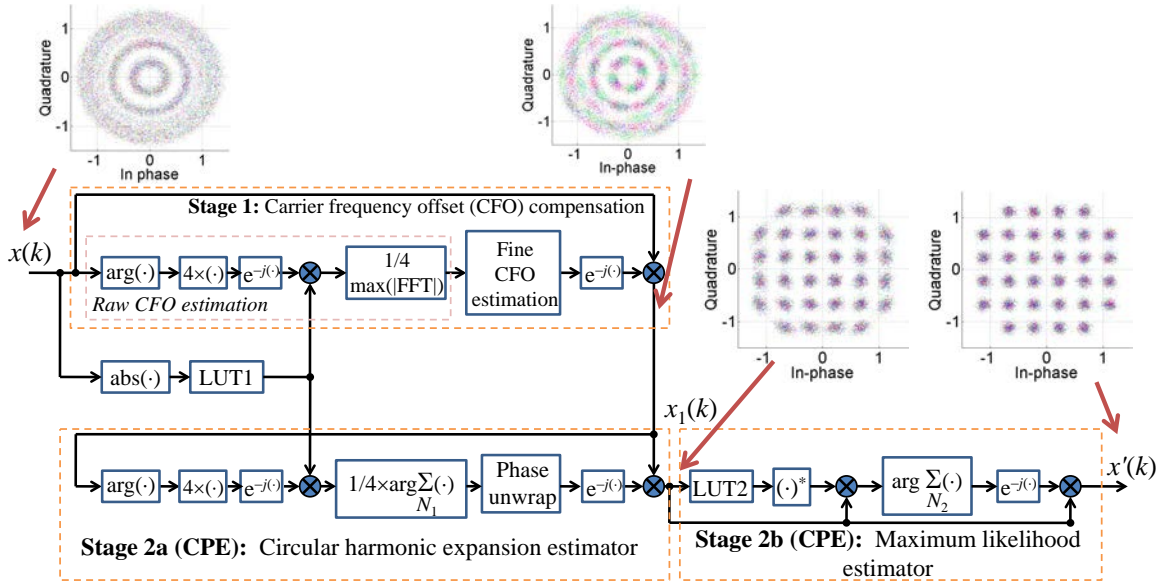 Quadrature
1
0
-1
-1 0 1
In phase
Quadrature
1
0
-1
-1 0 1
In-phase
Stage 1: Carrier frequency offset (CFO) compensation
x(k)
arg(·)
4×(·)
e^{-j(·)}
1/4
max(|FFT|)
Fine
CFO
estimation
e^{-j(·)}
Raw CFO estimation
abs(·)
LUT1
Quadrature
1
0
-1
-1 0 1
In-phase
Quadrature
1
0
-1
-1 0 1
In-phase
x₁(k)
arg(·)
4×(·)
e^{-j(·)}
1/4×arg∑(·)
N₁
Phase
unwrap
e^{-j(·)}
Stage 2a (CPE): Circular harmonic expansion estimator
LUT2
(·)*
arg ∑(·)
N₂
e^{-j(·)}
x'(k)
Stage 2b (CPE): Maximum likelihood
estimator